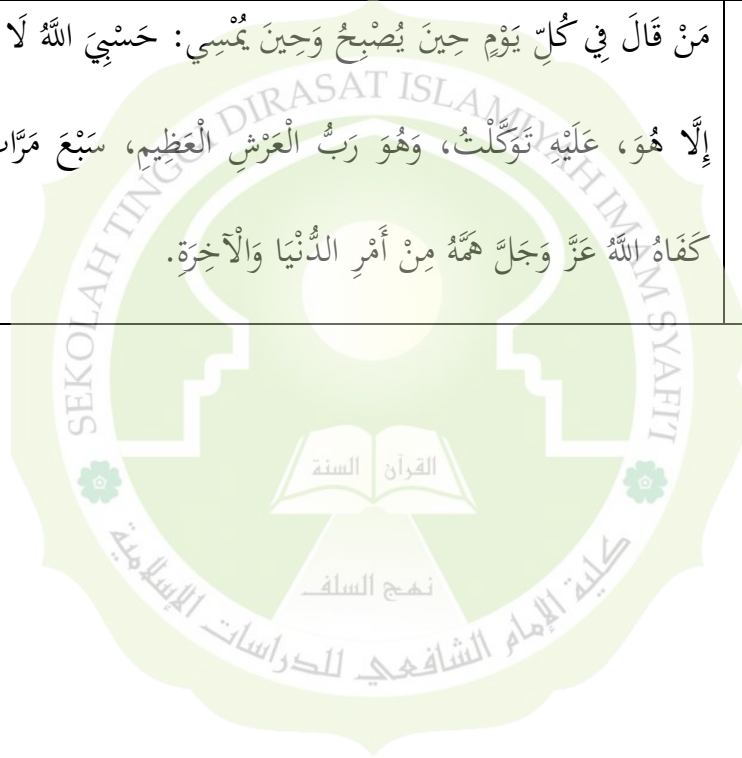 مَنْ قَالَ فِي كُلِّ يَوْمٍ حِينَ يُصْبِحُ وَحِينَ يُمْسِي: حَسْبِيَ اللَّهُ لَا
إِلَّا هُوَ، عَلَيْهِ تَوَكَّلْتُ، وَهُوَ رَبُّ الْعَرْشِ الْعَظِيمِ، سَبْعَ
كَفَاهُ اللَّهُ عَزَّ وَجَلَّ هَمَّهُ مِنْ أَمْرِ الدُّنْيَا وَالْآخِرَةِ.
SEKOLAH TINGGI DIRASAT ISLAMIYAH IMAM SYAFI'I
القرآن السنة
نهج السلف
كلية الإمام الشافعي للدراسات الإسلامية